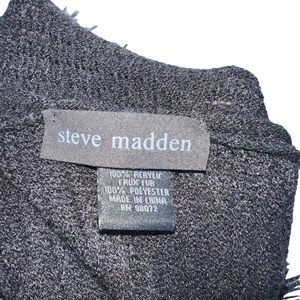 steve madden
100% ACRYLIC
FAUX FUR
100% POLYESTER
MADE IN CHINA
RN 98072